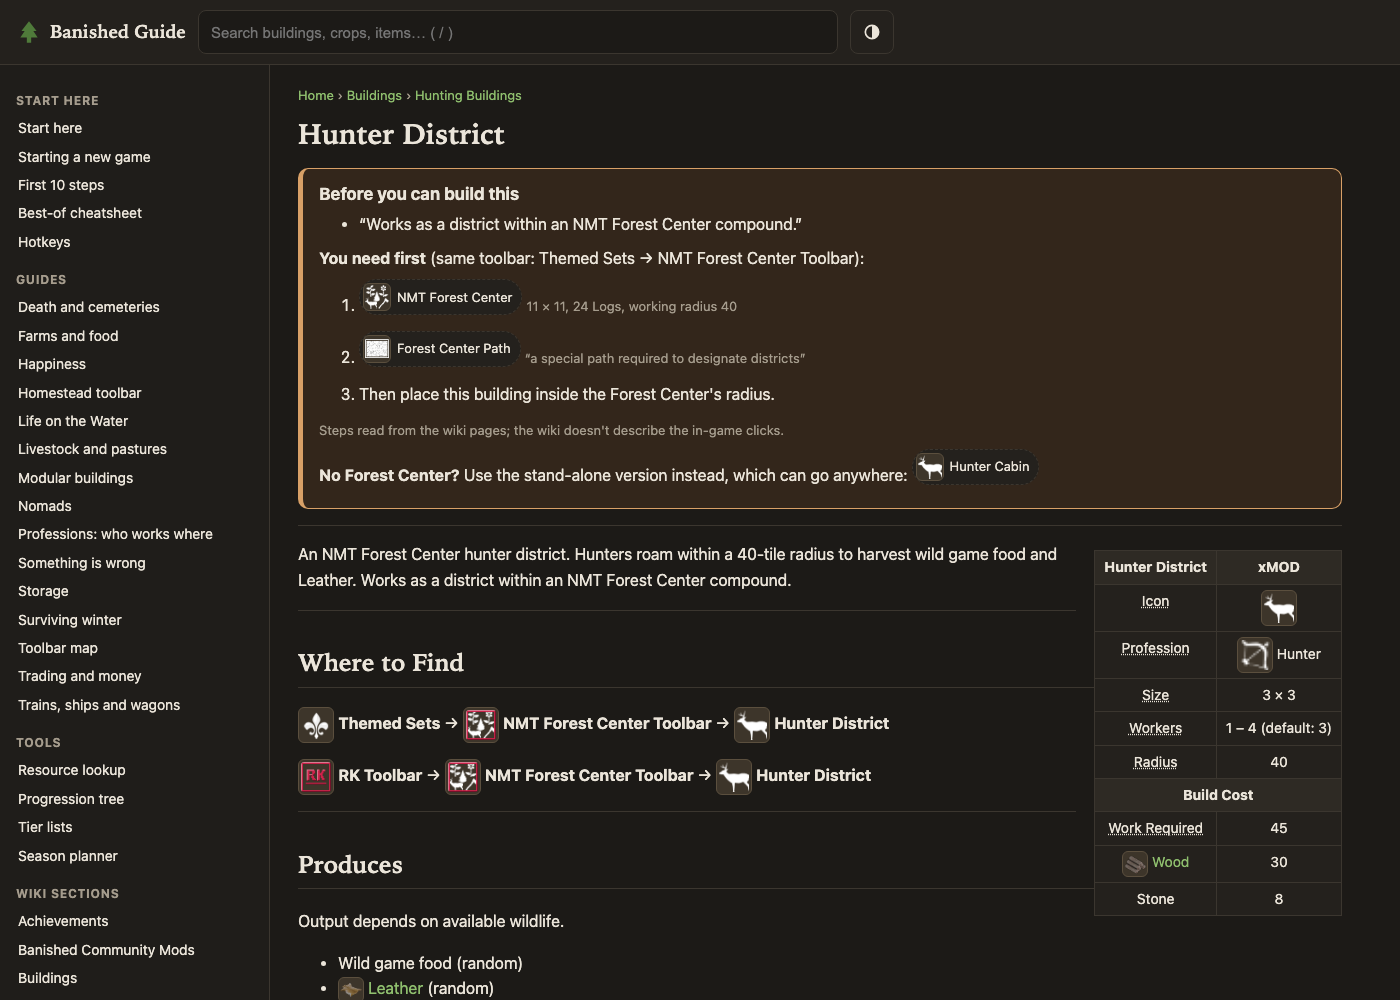 Banished Guide
Search buildings, crops, items… ( / )
START HERE
Start here
Starting a new game
First 10 steps
Best-of cheatsheet
Hotkeys
GUIDES
Death and cemeteries
Farms and food
Happiness
Homestead toolbar
Life on the Water
Livestock and pastures
Modular buildings
Nomads
Professions: who works where
Something is wrong
Storage
Surviving winter
Toolbar map
Trading and money
Trains, ships and wagons
TOOLS
Resource lookup
Progression tree
Tier lists
Season planner
WIKI SECTIONS
Achievements
Banished Community Mods
Buildings
Home › Buildings › Hunting Buildings
Hunter District
Before you can build this
• “Works as a district within an NMT Forest Center compound.”
You need first (same toolbar: Themed Sets → NMT Forest Center Toolbar):
1. NMT Forest Center 11 × 11, 24 Logs, working radius 40
2. Forest Center Path "a special path required to designate districts"
3. Then place this building inside the Forest Center's radius.
Steps read from the wiki pages; the wiki doesn't describe the in-game clicks.
No Forest Center? Use the stand-alone version instead, which can go anywhere: Hunter Cabin
An NMT Forest Center hunter district. Hunters roam within a 40-tile radius to harvest wild game food and
Leather. Works as a district within an NMT Forest Center compound.
Where to Find
Themed Sets → NMT Forest Center Toolbar → Hunter District
RK RK Toolbar → NMT Forest Center Toolbar → Hunter District
Produces
Output depends on available wildlife.
• Wild game food (random)
• Leather (random)
Hunter District xMOD
Icon
Profession Hunter
Size 3 × 3
Workers 1 – 4 (default: 3)
Radius 40
Build Cost
Work Required 45
Wood 30
Stone 8